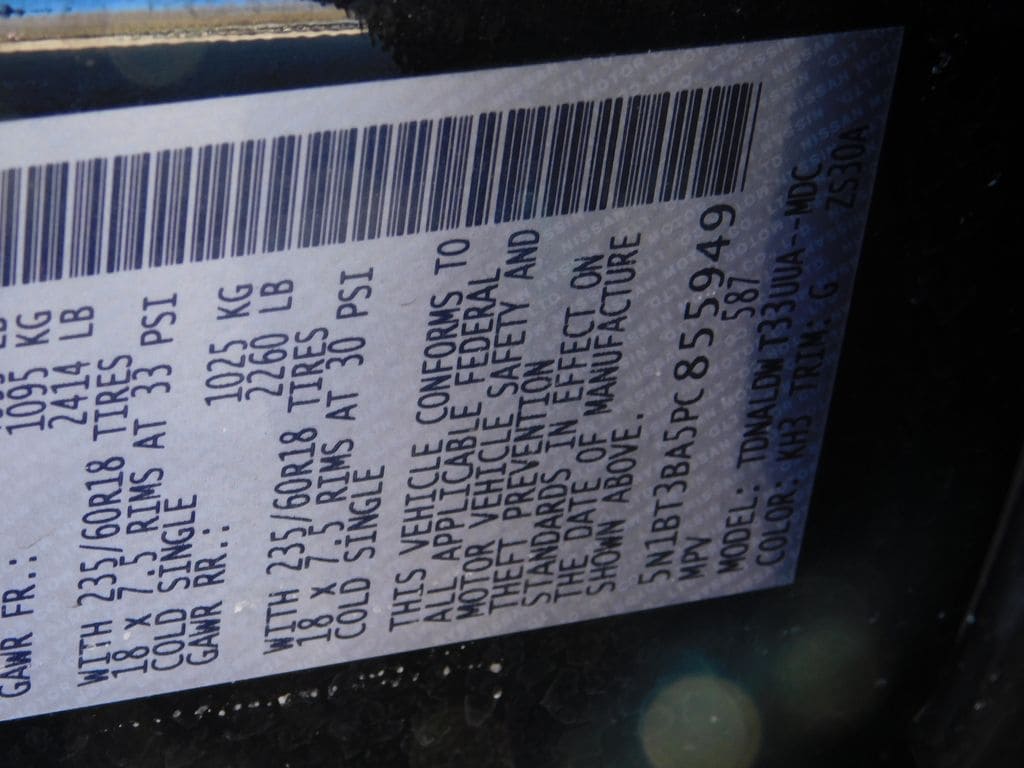 GAWR FR.:
1095 KG
2414 LB
WITH 235/60R18 TIRES
18 X 7.5 RIMS AT 33 PSI
COLD SINGLE
GAWR RR.:
1025 KG
2260 LB
WITH 235/60R18 TIRES
18 X 7.5 RIMS AT 30 PSI
COLD SINGLE
THIS VEHICLE CONFORMS TO
ALL APPLICABLE FEDERAL
MOTOR VEHICLE SAFETY AND
THEFT PREVENTION
STANDARDS IN EFFECT ON
THE DATE OF MANUFACTURE
SHOWN ABOVE.
5N1BT3BA5PC855949
MPV 587
MODEL: TDNALDWT33UUA--MDC
COLOR: KH3 TRIM: G ZS30A